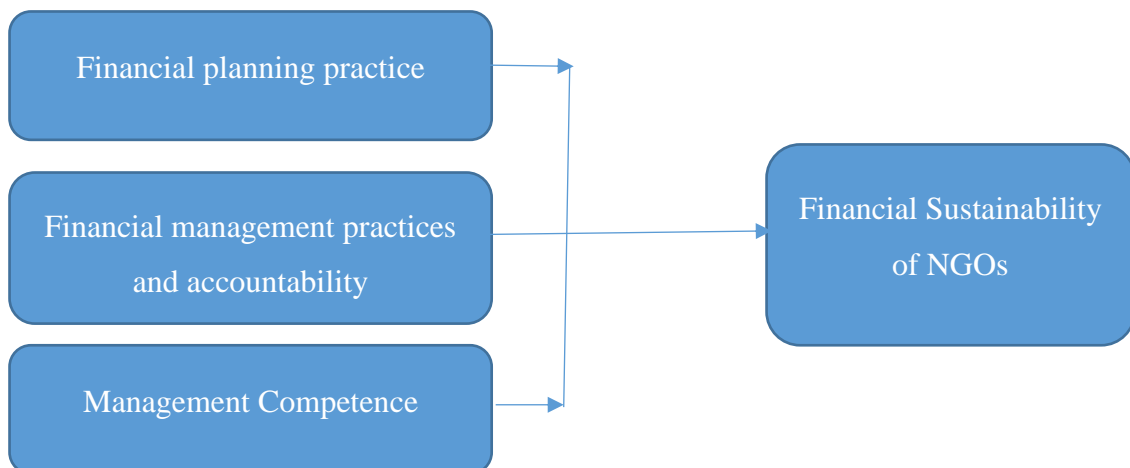 Financial planning practice
Financial management practices
and accountability
Management Competence
Financial Sustainability
of NGOs